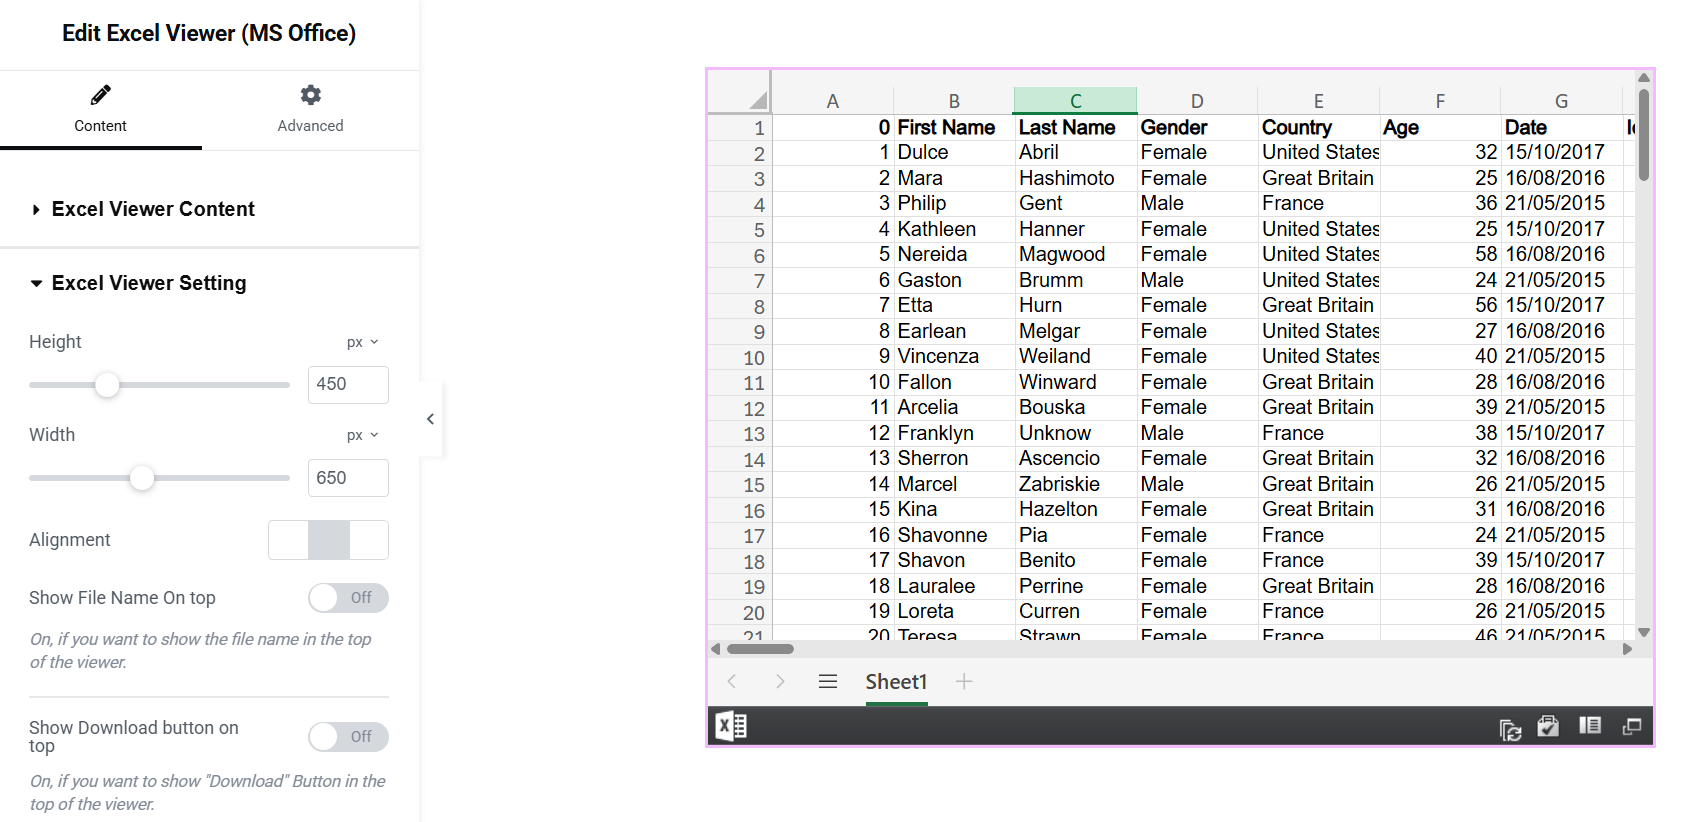 Edit Excel Viewer (MS Office)
Content
Advanced
Excel Viewer Content
Excel Viewer Setting
Height
px
450
Width
px
650
Alignment
Show File Name On top
Off
On, if you want to show the file name in the top
of the viewer.
Show Download button on
top
Off
On, if you want to show "Download" Button in the
top of the viewer.
A B C D E F G
1 0 First Name Last Name Gender Country Age Date
2 1 Dulce Abril Female United States 32 15/10/2017
3 2 Mara Hashimoto Female Great Britain 25 16/08/2016
4 3 Philip Gent Male France 36 21/05/2015
5 4 Kathleen Hanner Female United States 25 15/10/2017
6 5 Nereida Magwood Female United States 58 16/08/2016
7 6 Gaston Brumm Male United States 24 21/05/2015
8 7 Etta Hurn Female Great Britain 56 15/10/2017
9 8 Earlean Melgar Female United States 27 16/08/2016
10 9 Vincenza Weiland Female United States 40 21/05/2015
11 10 Fallon Winward Female Great Britain 28 16/08/2016
12 11 Arcelia Bouska Female Great Britain 39 21/05/2015
13 12 Franklyn Unknow Male France 38 15/10/2017
14 13 Sherron Ascencio Female Great Britain 32 16/08/2016
15 14 Marcel Zabriskie Male Great Britain 26 21/05/2015
16 15 Kina Hazelton Female Great Britain 31 16/08/2016
17 16 Shavonne Pia Female France 24 21/05/2015
18 17 Shavon Benito Female France 39 15/10/2017
19 18 Lauralee Perrine Female Great Britain 28 16/08/2016
20 19 Loreta Curren Female France 26 21/05/2015
21 20 Teresa Strawn Female France 46 21/05/2015
Sheet1